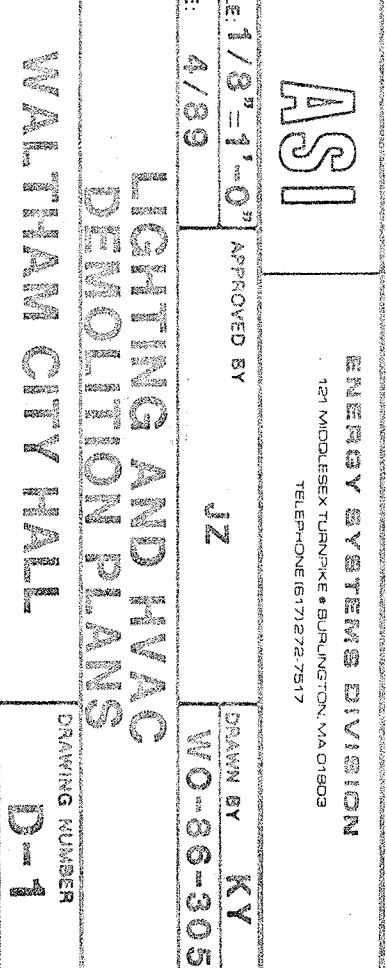 ASI
ENERGY SYSTEMS DIVISION
121 MIDDLESEX TURNPIKE • BURLINGTON, MA 01803
TELEPHONE (617) 272-7517
LE: 1/8"=1'-0"
APPROVED BY JZ
DRAWN BY KY
E: 4/89
WO-86-305
LIGHTING AND HVAC
DEMOLITION PLANS
WALTHAM CITY HALL
DRAWING NUMBER
D-1